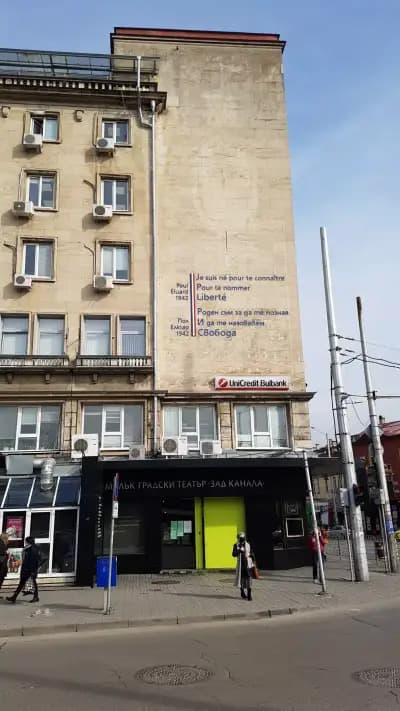 Paul
Eluard
1942
Je suis né pour te connaître
Pour te nommer
Liberté
Пол
Елюар
1942
Роден съм за да те позная
И да те назовавам
Свобода
UniCredit Bulbank
МАЛЪК ГРАДСКИ ТЕАТЪР ·ЗАД КАНАЛА·